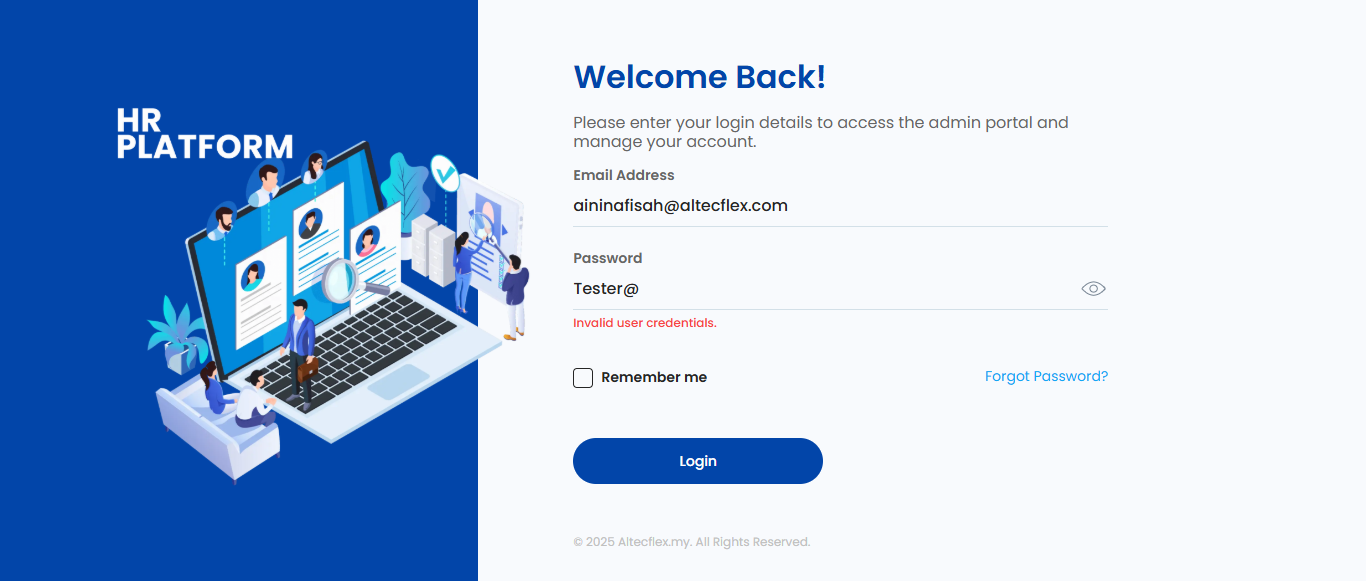 HR
PLATFORM
Welcome Back!
Please enter your login details to access the admin portal and
manage your account.
Email Address
aininafisah@altecflex.com
Password
Tester@
Invalid user credentials.
Remember me
Forgot Password?
Login
© 2025 Altecflex.my. All Rights Reserved.